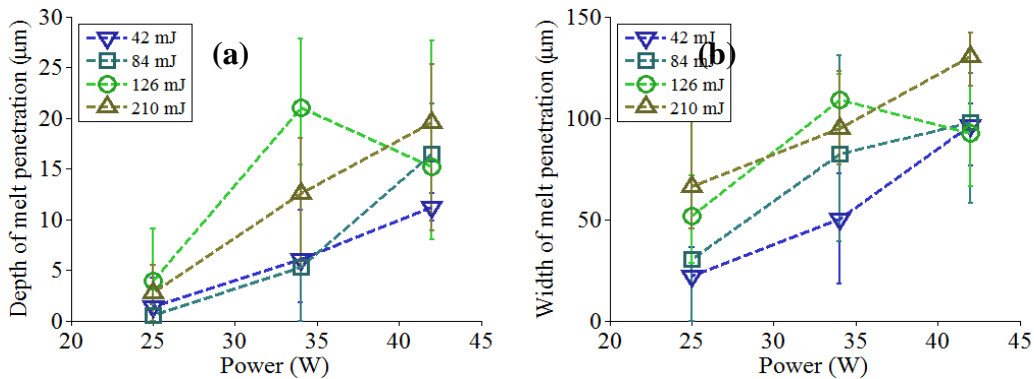 Depth of melt penetration (μm)
30
25
20
15
10
5
0
42 mJ
84 mJ
126 mJ
210 mJ
(a)
20 25 30 35 40 45
Power (W)
Width of melt penetration (μm)
150
100
50
0
42 mJ
84 mJ
126 mJ
210 mJ
(b)
20 25 30 35 40 45
Power (W)